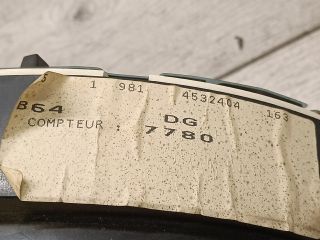 S 1 981 4532404 163
B64 DG
COMPTEUR : 7780